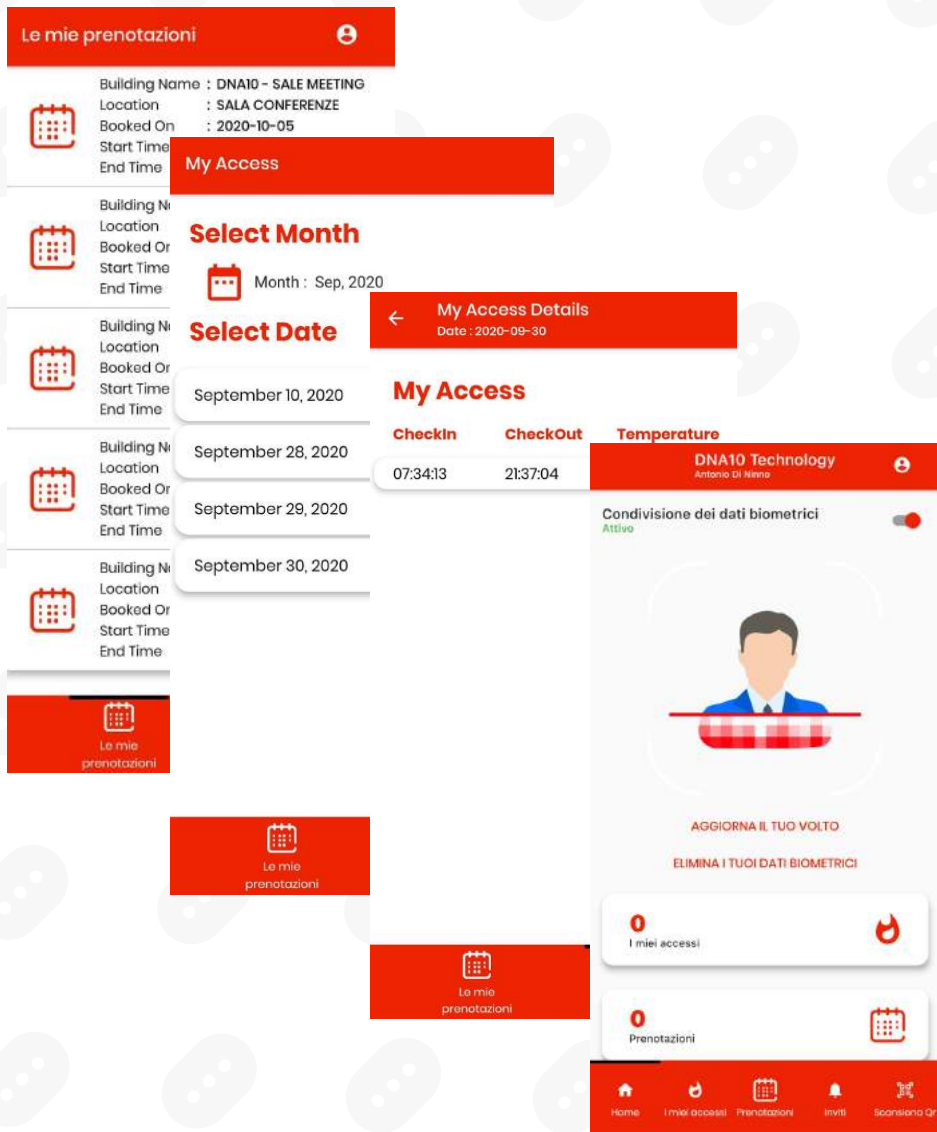 Le mie prenotazioni
Building Name : DNA10 - SALE MEETING
Location : SALA CONFERENZE
Booked On : 2020-10-05
Start Time
End Time
Building
Location
Booked
Start Time
End Time
Building
Location
Booked
Start Time
End Time
Building
Location
Booked
Start Time
End Time
Building
Location
Booked
Start Time
End Time
Le mie
prenotazioni
My Access
Select Month
Month : Sep, 2020
Select Date
September 10, 2020
September 28, 2020
September 29, 2020
September 30, 2020
Le mie
prenotazioni
My Access Details
Date : 2020-09-30
My Access
CheckIn CheckOut Temperature
07:34:13 21:37:04
Le mie
prenotazioni
DNA10 Technology
Antonio Di Ninno
Condivisione dei dati biometrici
Attivo
AGGIORNA IL TUO VOLTO
ELIMINA I TUOI DATI BIOMETRICI
0
I miei accessi
0
Prenotazioni
Home I miei accessi Prenotazioni Inviti Scansiona Qr